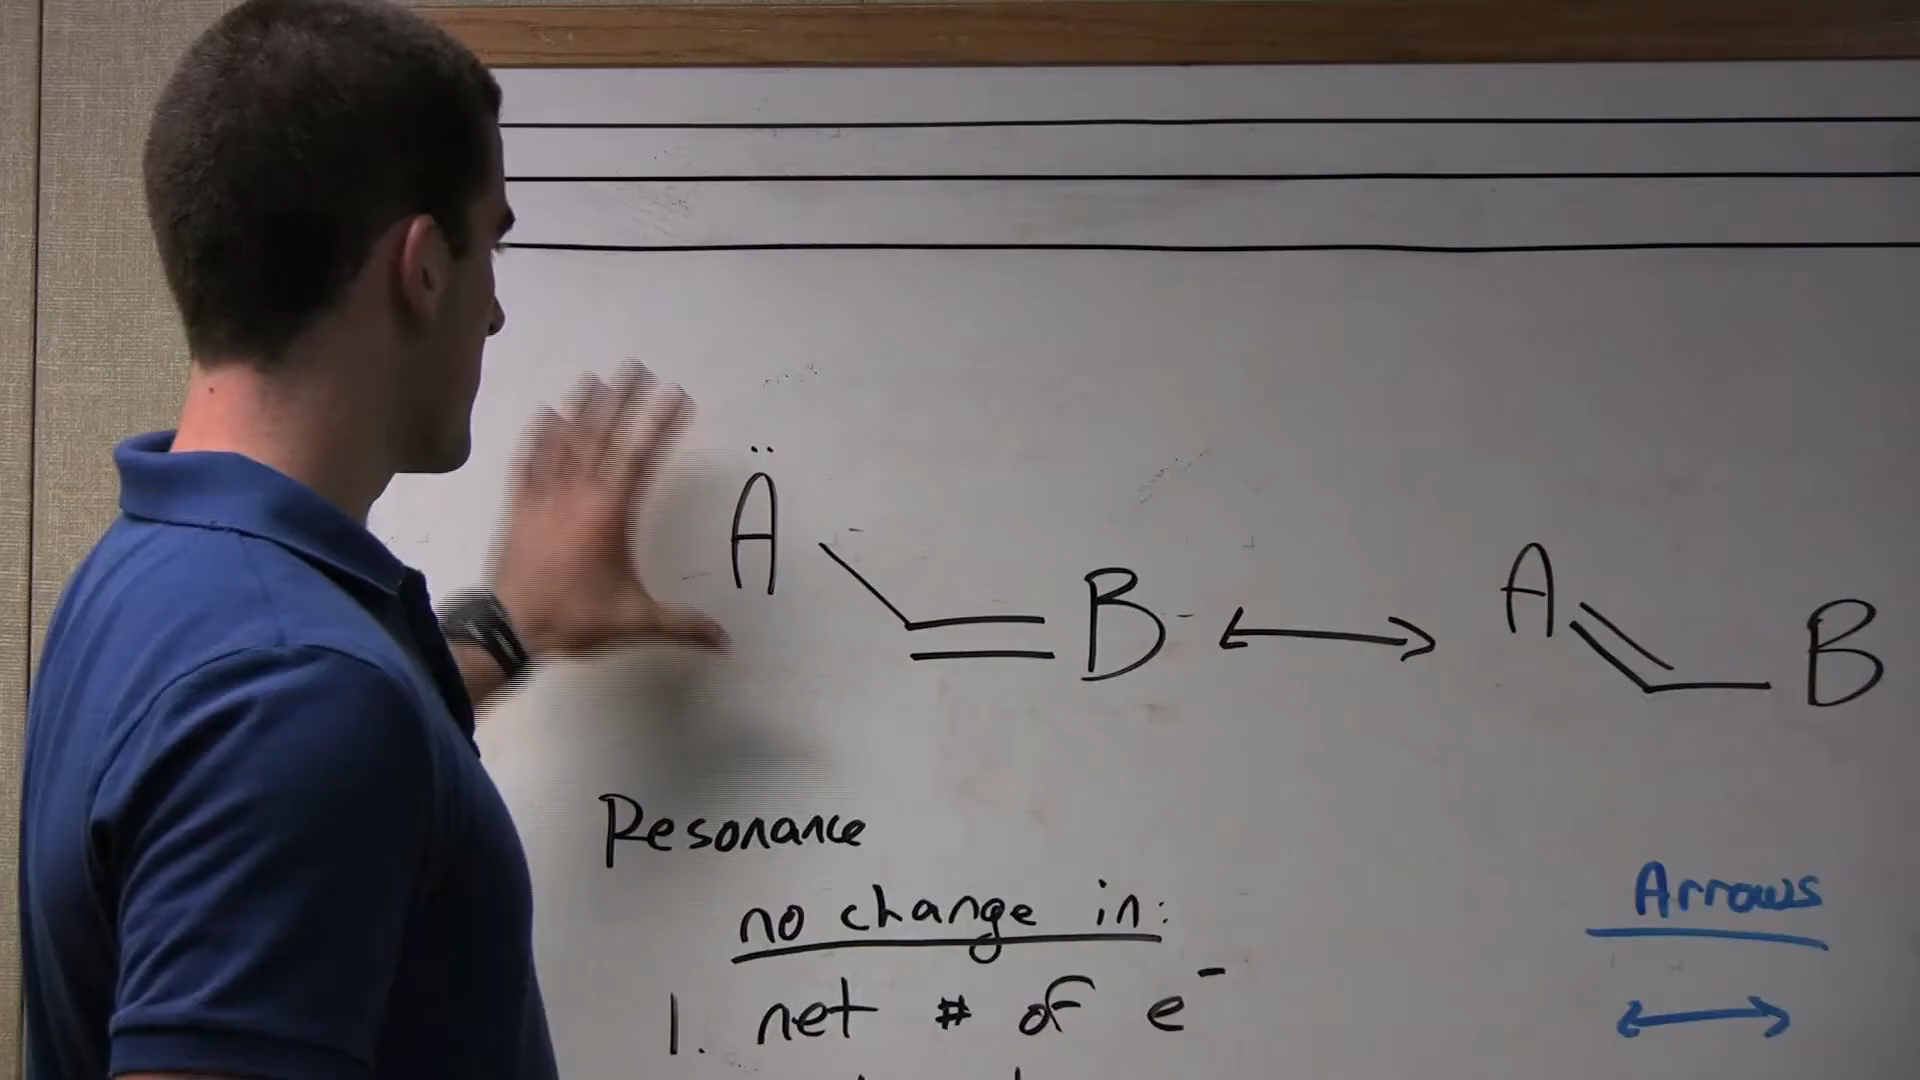 Ä B ↔ A B
Resonance
no change in:
1. net # of e⁻
Arrows
↔